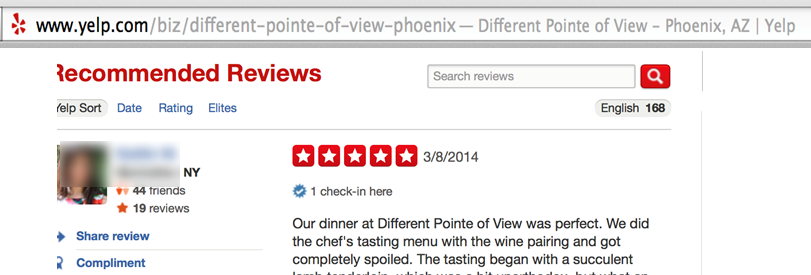 www.yelp.com/biz/different-pointe-of-view-phoenix — Different Pointe of View – Phoenix, AZ | Yelp
Recommended Reviews
Search reviews
Yelp Sort Date Rating Elites
English 168
NY
44 friends
19 reviews
Share review
Compliment
3/8/2014
1 check-in here
Our dinner at Different Pointe of View was perfect. We did
the chef's tasting menu with the wine pairing and got
completely spoiled. The tasting began with a succulent